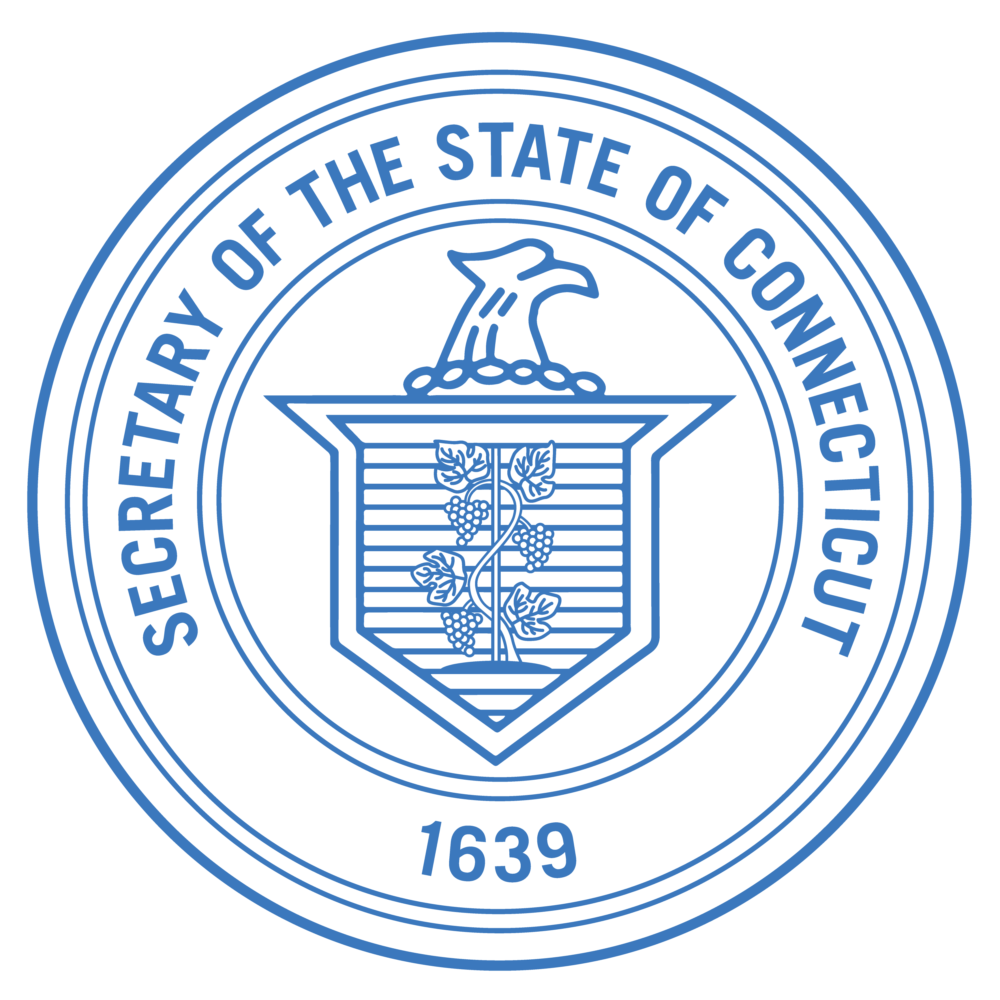 SECRETARY OF THE STATE OF CONNECTICUT
1639